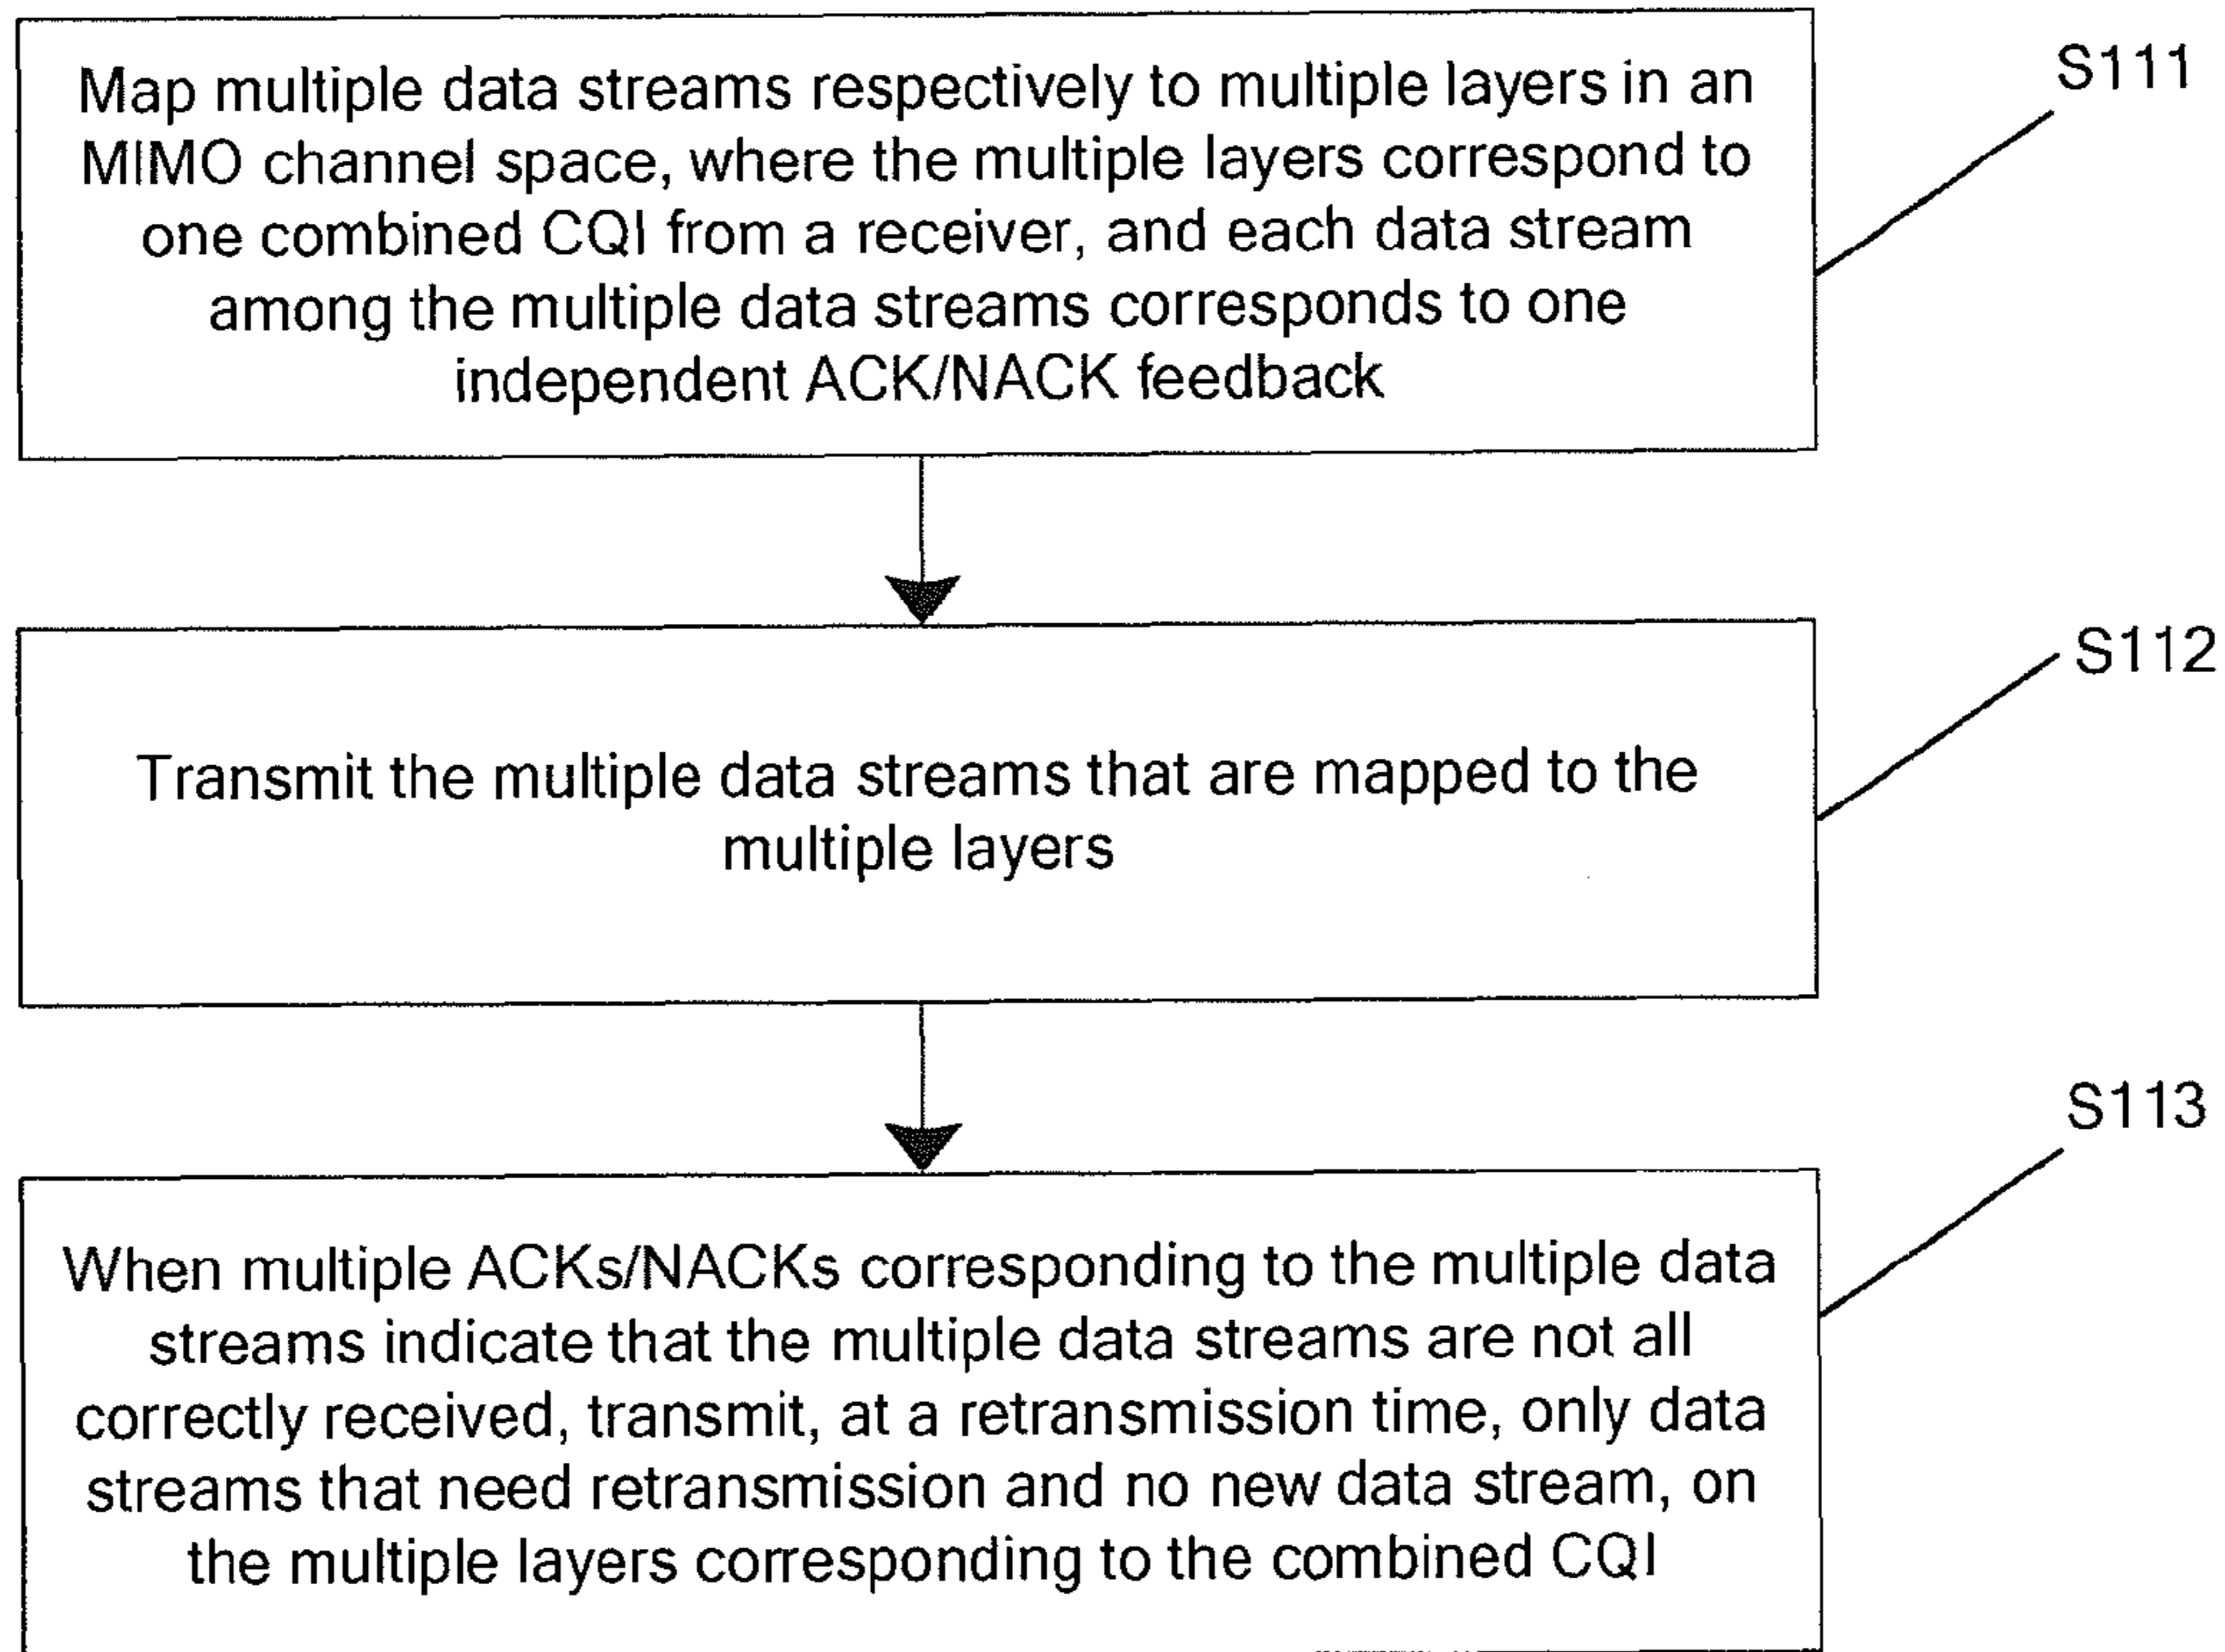 Map multiple data streams respectively to multiple layers in an
MIMO channel space, where the multiple layers correspond to
one combined CQI from a receiver, and each data stream
among the multiple data streams corresponds to one
independent ACK/NACK feedback
S111
Transmit the multiple data streams that are mapped to the
multiple layers
S112
When multiple ACKs/NACKs corresponding to the multiple data
streams indicate that the multiple data streams are not all
correctly received, transmit, at a retransmission time, only data
streams that need retransmission and no new data stream, on
the multiple layers corresponding to the combined CQI
S113